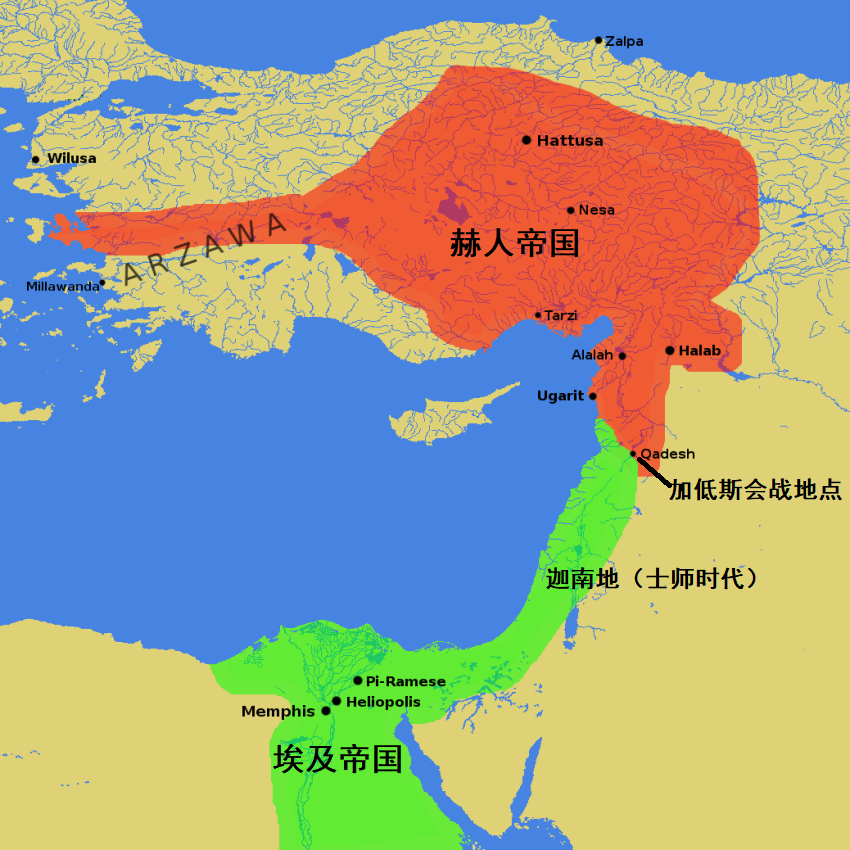 Zalpa
Hattusa
Wilusa
Nesa
ARZAWA
赫人帝国
Millawanda
Tarzi
Alalah
Halab
Ugarit
Qadesh
加低斯会战地点
迦南地（士师时代）
Pi-Ramese
Heliopolis
Memphis
埃及帝国